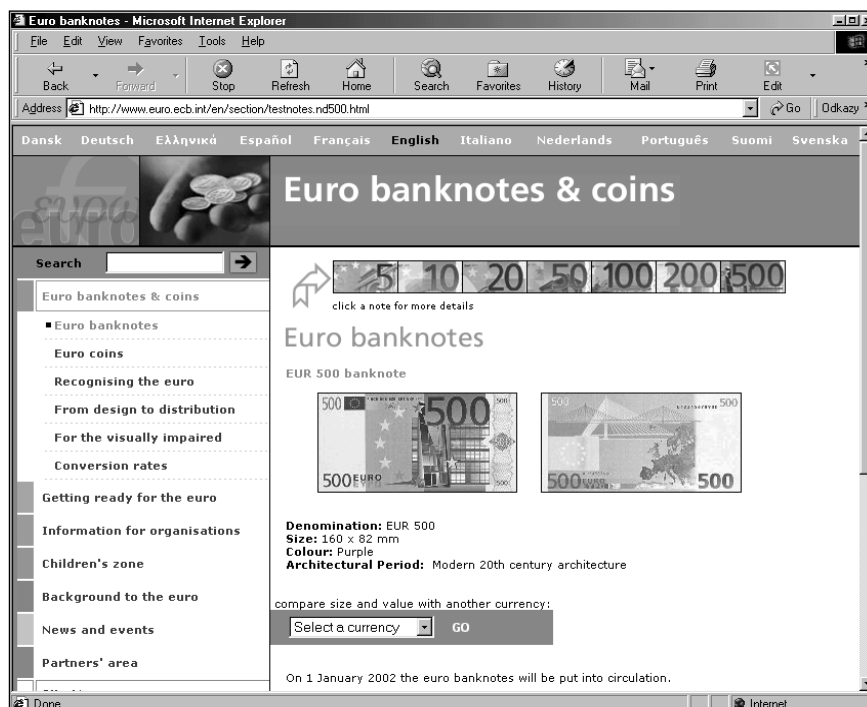 Euro banknotes - Microsoft Internet Explorer
File Edit View Favorites Tools Help
Back Forward Stop Refresh Home Search Favorites History Mail Print Edit
Address http://www.euro.ecb.int/en/section/testnotes.nd500.html Go Odkazy
Dansk Deutsch Ελληνικά Español Français English Italiano Nederlands Português Suomi Svenska
ευρω
euro
Euro banknotes & coins
Search
5 10 20 50 100 200 500
click a note for more details
Euro banknotes & coins
Euro banknotes
Euro coins
Recognising the euro
From design to distribution
For the visually impaired
Conversion rates
Getting ready for the euro
Information for organisations
Children's zone
Background to the euro
News and events
Partners' area
Euro banknotes
EUR 500 banknote
500 500 500
500 EURO 500
500 500
500 EURO 500
Denomination: EUR 500
Size: 160 x 82 mm
Colour: Purple
Architectural Period: Modern 20th century architecture
compare size and value with another currency:
Select a currency GO
On 1 January 2002 the euro banknotes will be put into circulation.
Done Internet